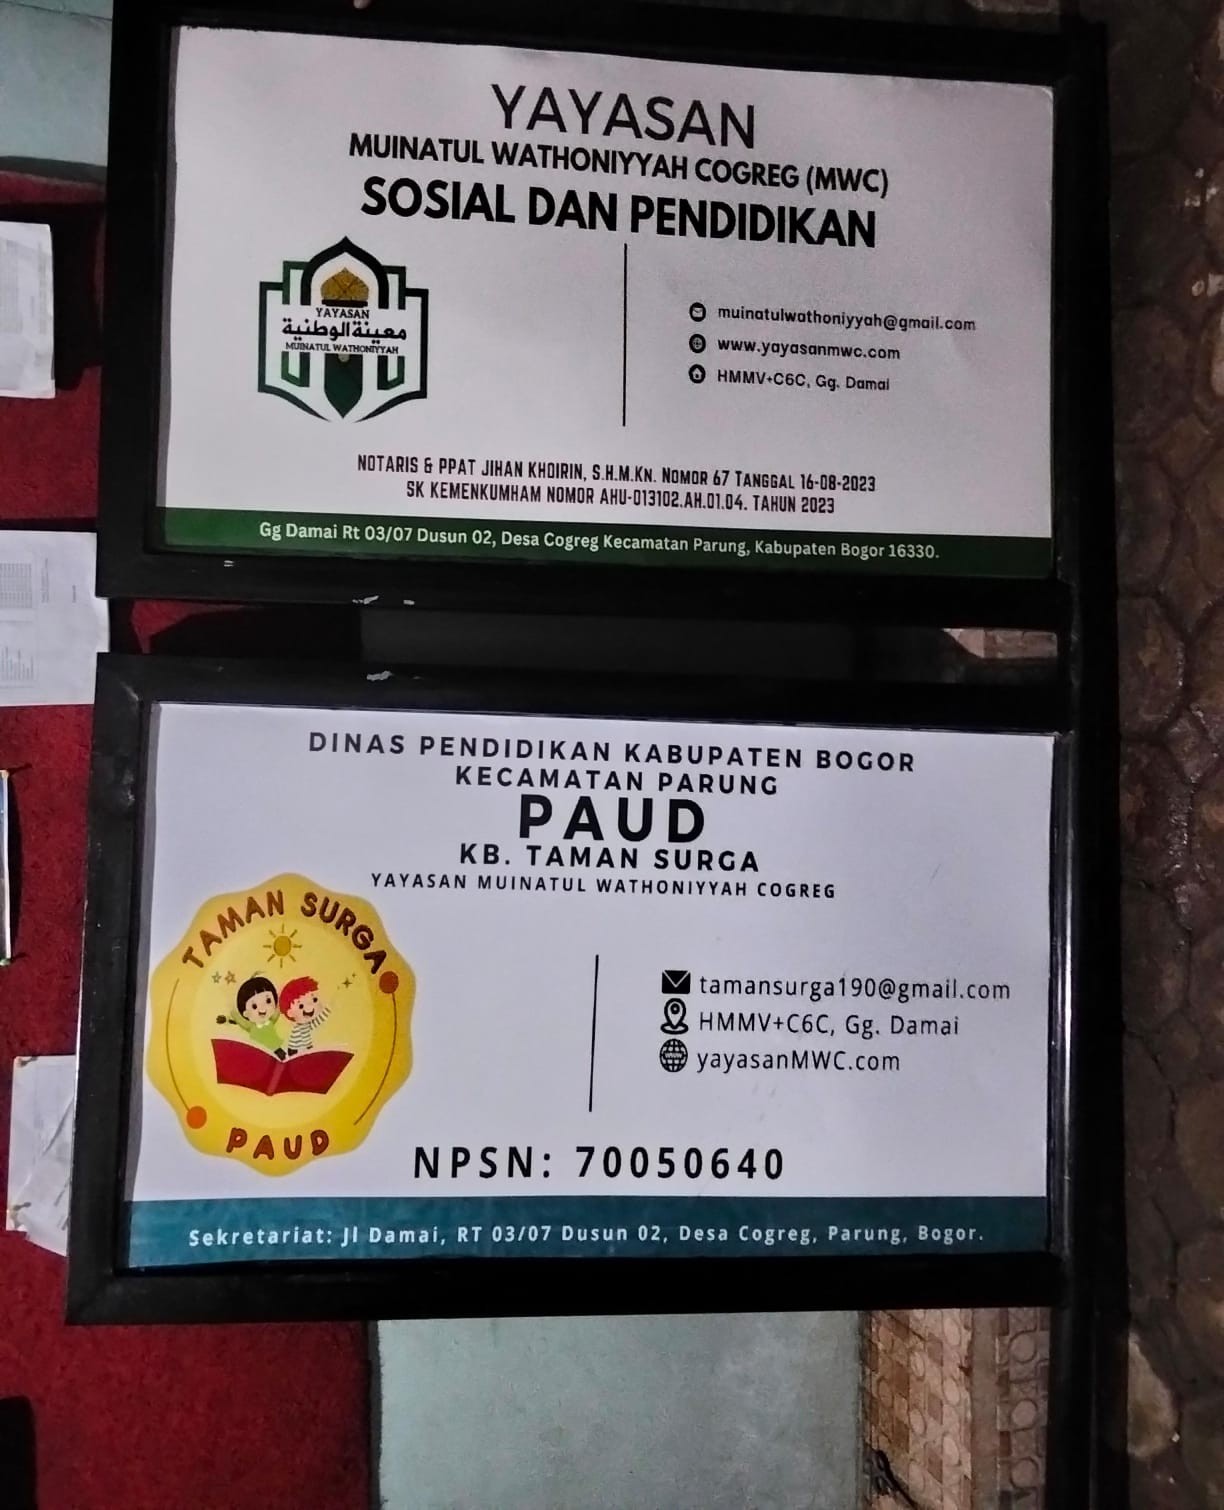 YAYASAN
MUINATUL WATHONIYYAH COGREG (MWC)
SOSIAL DAN PENDIDIKAN
YAYASAN
معينة الوطنية
MUINATUL WATHONIYYAH
muinatulwathoniyyah@gmail.com
www.yayasanmwc.com
HMMV+C6C, Gg. Damai
NOTARIS & PPAT JIHAN KHOIRIN, S.H.M.KN. NOMOR 67 TANGGAL 16-08-2023
SK KEMENKUMHAM NOMOR AHU-013102.AH.01.04. TAHUN 2023
Gg Damai Rt 03/07 Dusun 02, Desa Cogreg Kecamatan Parung, Kabupaten Bogor 16330.
DINAS PENDIDIKAN KABUPATEN BOGOR
KECAMATAN PARUNG
PAUD
KB. TAMAN SURGA
YAYASAN MUINATUL WATHONIYYAH COGREG
TAMAN SURGA
PAUD
tamansurga190@gmail.com
HMMV+C6C, Gg. Damai
yayasanMWC.com
NPSN: 70050640
Sekretariat: Jl Damai, RT 03/07 Dusun 02, Desa Cogreg, Parung, Bogor.